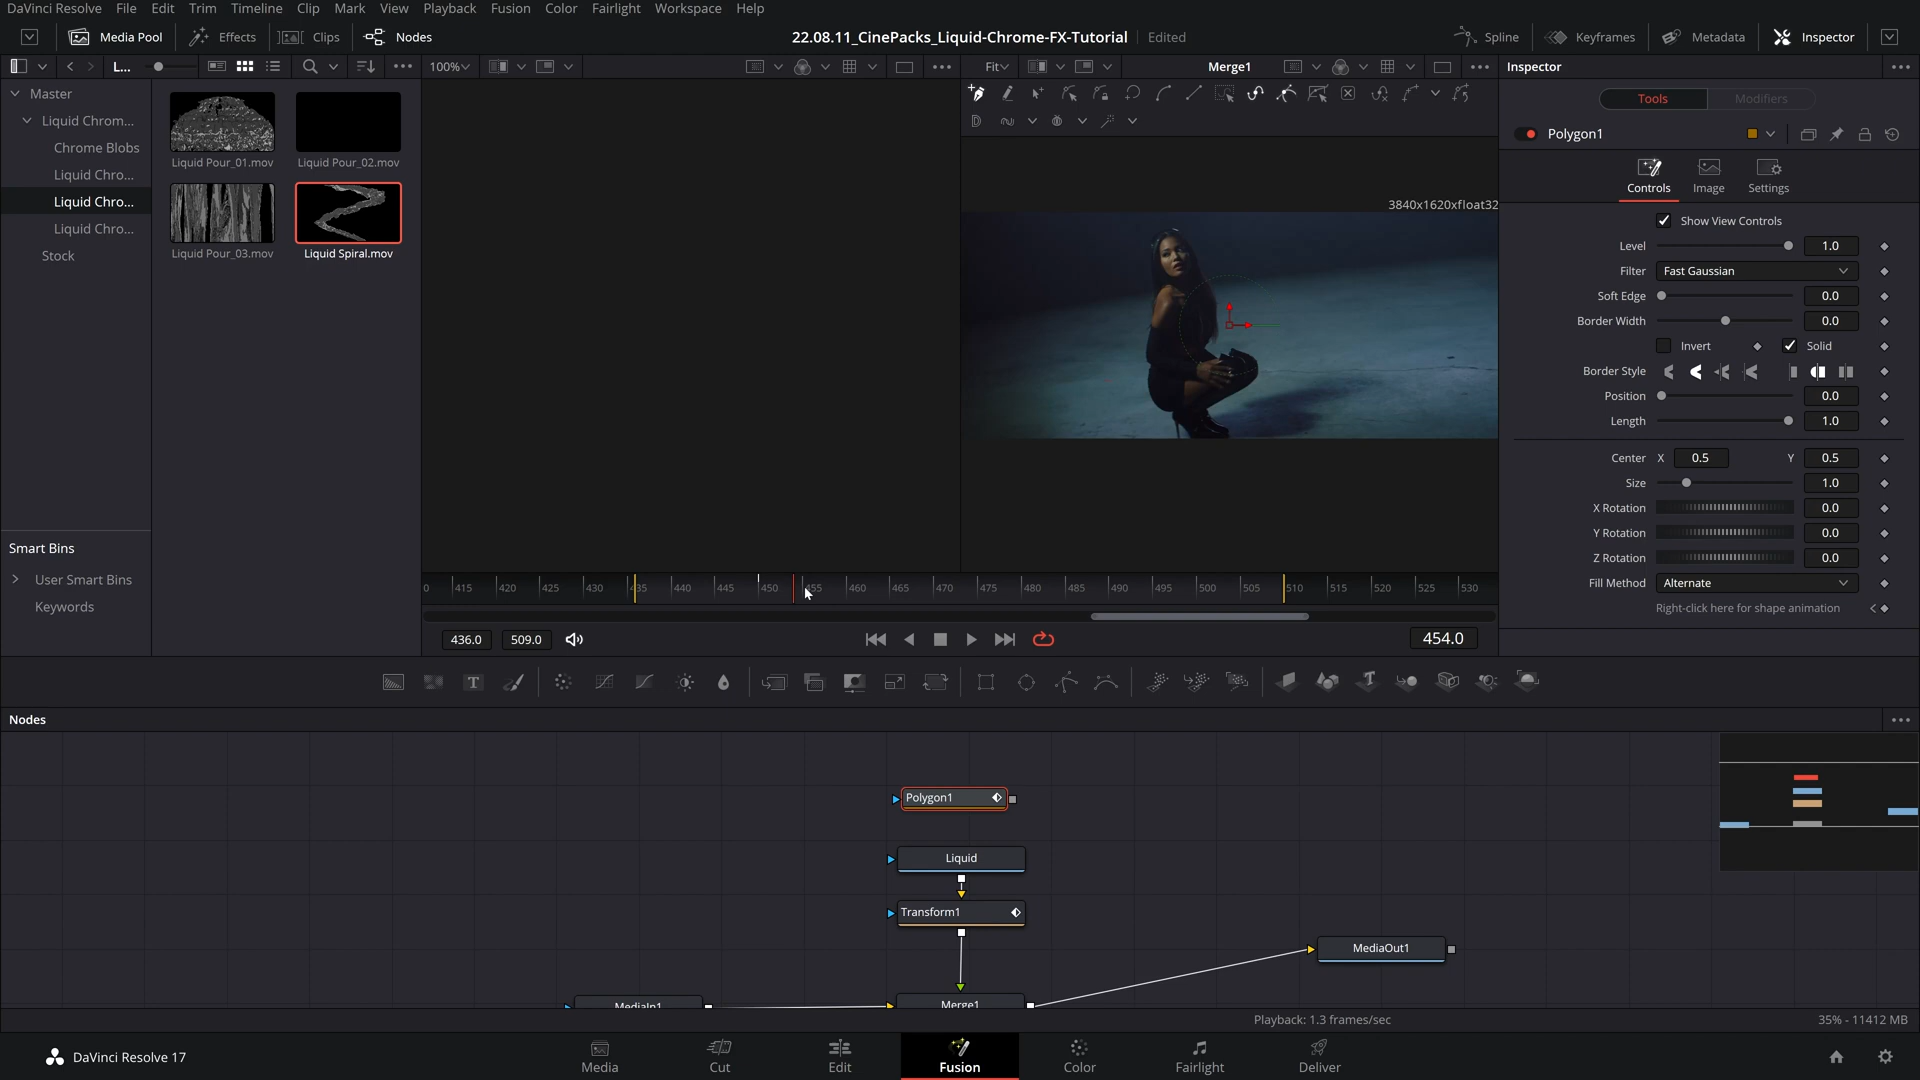 DaVinci Resolve File Edit Trim Timeline Clip Mark View Playback Fusion Color Fairlight Workspace Help
Media Pool Effects Clips Nodes 22.08.11_CinePacks_Liquid-Chrome-FX-Tutorial Edited Spline Keyframes Metadata Inspector
L... 100% Fit Merge1 Inspector
Master
Liquid Chrom...
Chrome Blobs
Liquid Chro...
Liquid Chro...
Liquid Chro...
Stock
Liquid Pour_01.mov Liquid Pour_02.mov
Liquid Pour_03.mov Liquid Spiral.mov
Smart Bins
User Smart Bins
Keywords
3840x1620xfloat32
Tools Modifiers
Polygon1
Controls Image Settings
Show View Controls
Level 1.0
Filter Fast Gaussian
Soft Edge 0.0
Border Width 0.0
Invert Solid
Border Style
Position 0.0
Length 1.0
Center X 0.5 Y 0.5
Size 1.0
X Rotation 0.0
Y Rotation 0.0
Z Rotation 0.0
Fill Method Alternate
Right-click here for shape animation
0 415 420 425 430 435 440 445 450 455 460 465 470 475 480 485 490 495 500 505 510 515 520 525 530
436.0 509.0 454.0
Nodes
Polygon1
Liquid
Transform1
MediaOut1
MediaIn1 Merge1
Playback: 1.3 frames/sec 35% - 11412 MB
DaVinci Resolve 17 Media Cut Edit Fusion Color Fairlight Deliver